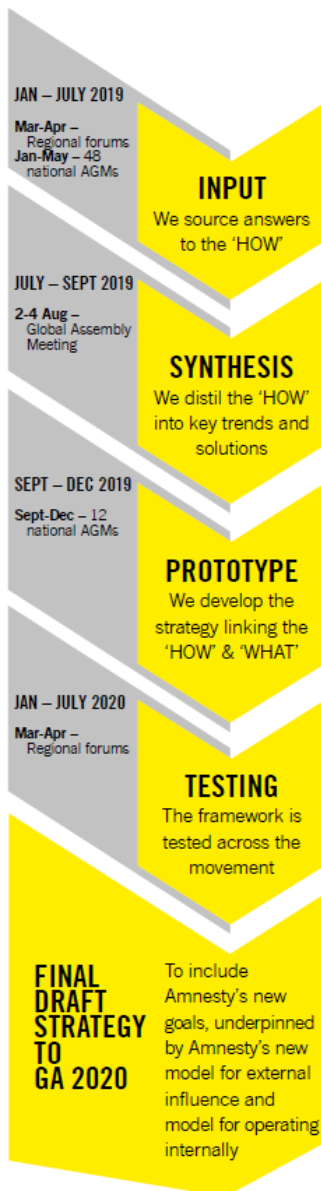 JAN – JULY 2019
Mar-Apr –
Regional forums
Jan-May – 48
national AGMs
INPUT
We source answers
to the ‘HOW’
JULY – SEPT 2019
2-4 Aug –
Global Assembly
Meeting
SYNTHESIS
We distil the ‘HOW’
into key trends and
solutions
SEPT – DEC 2019
Sept-Dec – 12
national AGMs
PROTOTYPE
We develop the
strategy linking the
‘HOW’ & ‘WHAT’
JAN – JULY 2020
Mar-Apr –
Regional forums
TESTING
The framework is
tested across the
movement
FINAL
DRAFT
STRATEGY
TO
GA 2020
To include
Amnesty’s new
goals, underpinned
by Amnesty’s new
model for external
influence and
model for operating
internally